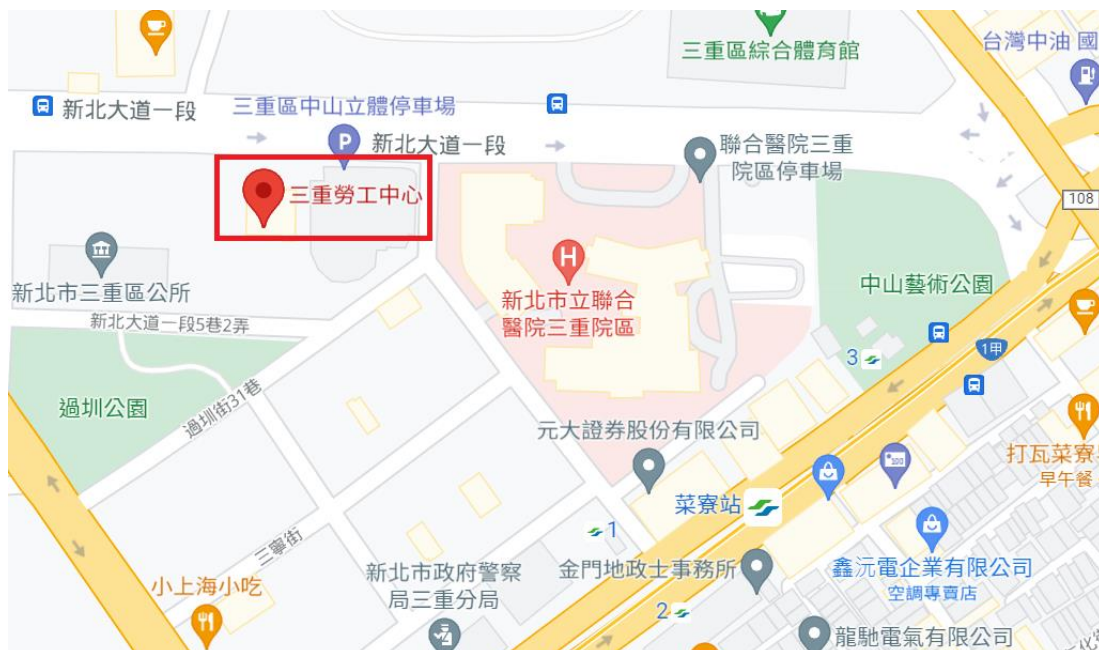 三重區綜合體育館
台灣中油 國
新北大道一段
三重區中山立體停車場
P
新北大道一段
聯合醫院三重
院區停車場
108
三重勞工中心
新北市三重區公所
新北大道一段5巷2弄
H
新北市立聯合
醫院三重院區
中山藝術公園
1甲
3
過圳公園
過圳街31巷
元大證券股份有限公司
打瓦菜寮
早午餐
菜寮站
1
三寧街
小上海小吃
新北市政府警察
局三重分局
金門地政士事務所
鑫沅電企業有限公司
空調專賣店
2
龍馳電氣有限公司